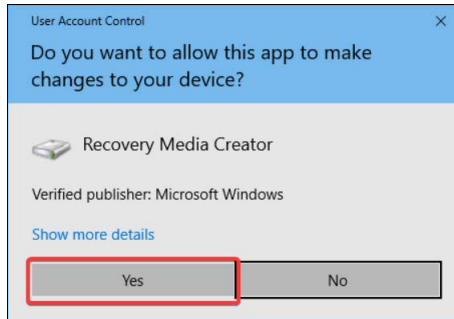 User Account Control
Do you want to allow this app to make
changes to your device?
Recovery Media Creator
Verified publisher: Microsoft Windows
Show more details
Yes
No